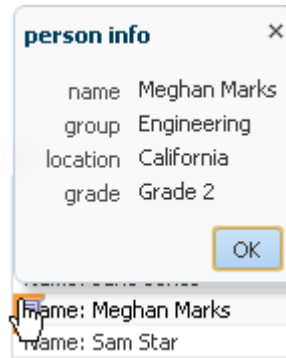 person info
name Meghan Marks
group Engineering
location California
grade Grade 2
OK
Name: Meghan Marks
Name: Sam Star